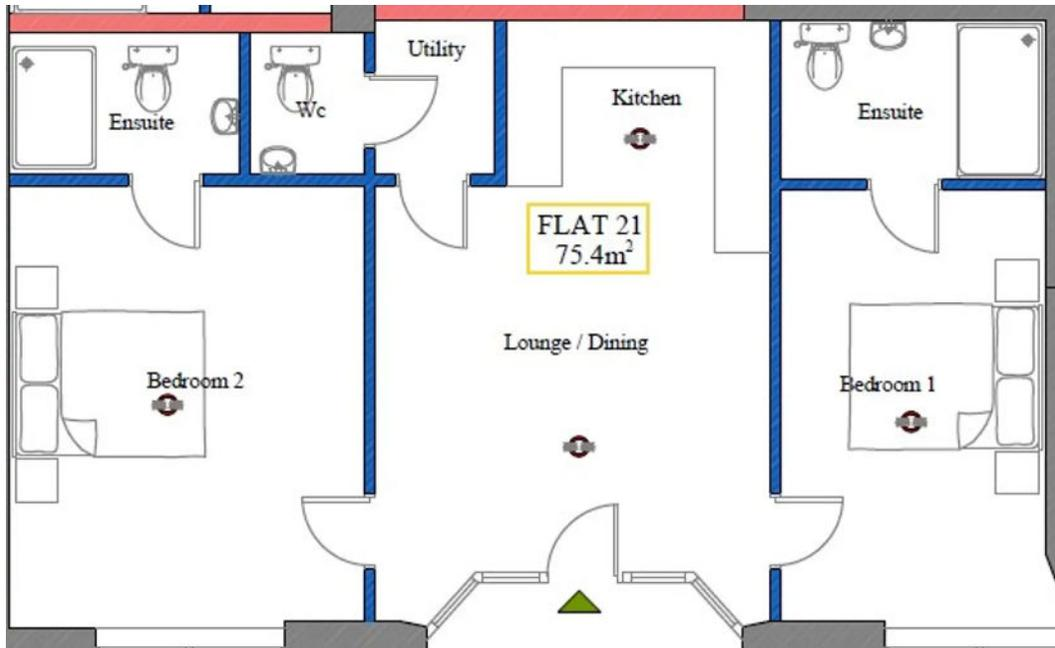 Utility
Ensuite
Wc
Kitchen
Ensuite
FLAT 21
75.4m²
Lounge / Dining
Bedroom 2
Bedroom 1